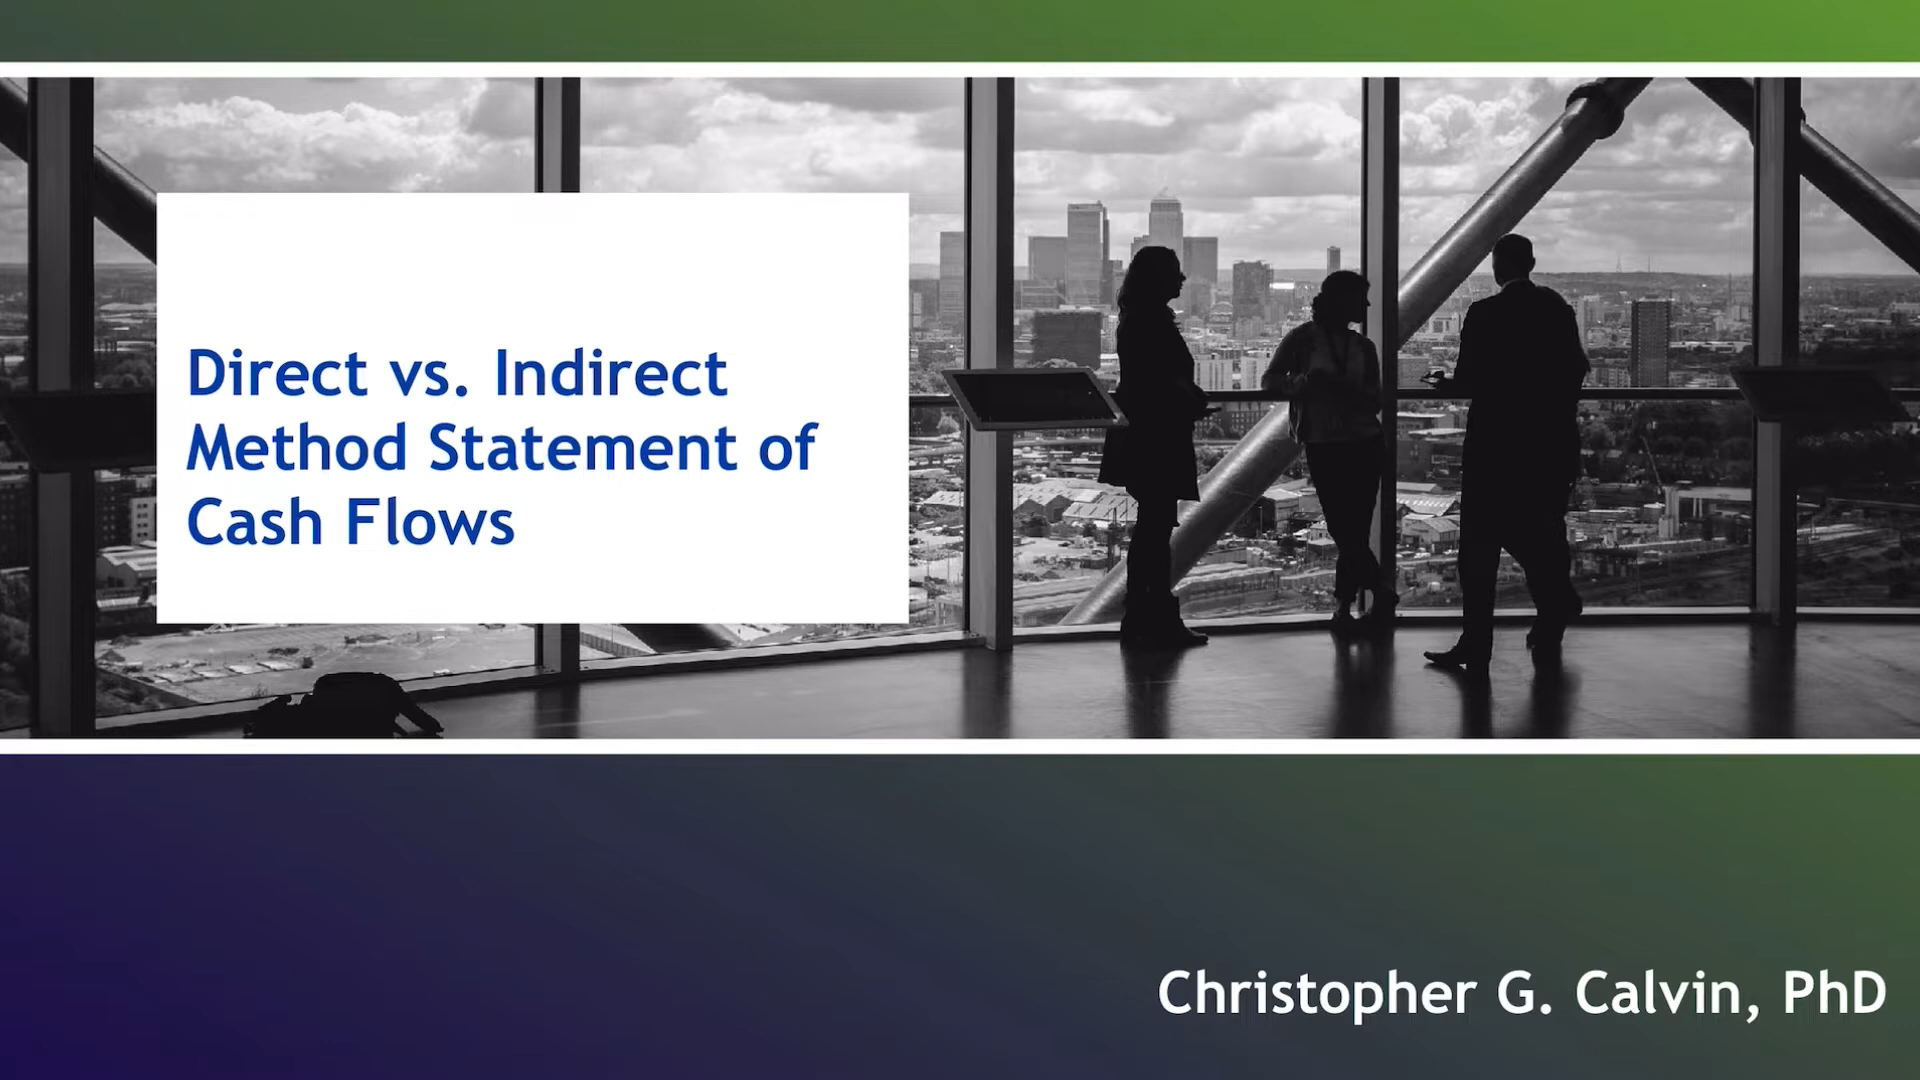 Direct vs. Indirect
Method Statement of
Cash Flows
Christopher G. Calvin, PhD